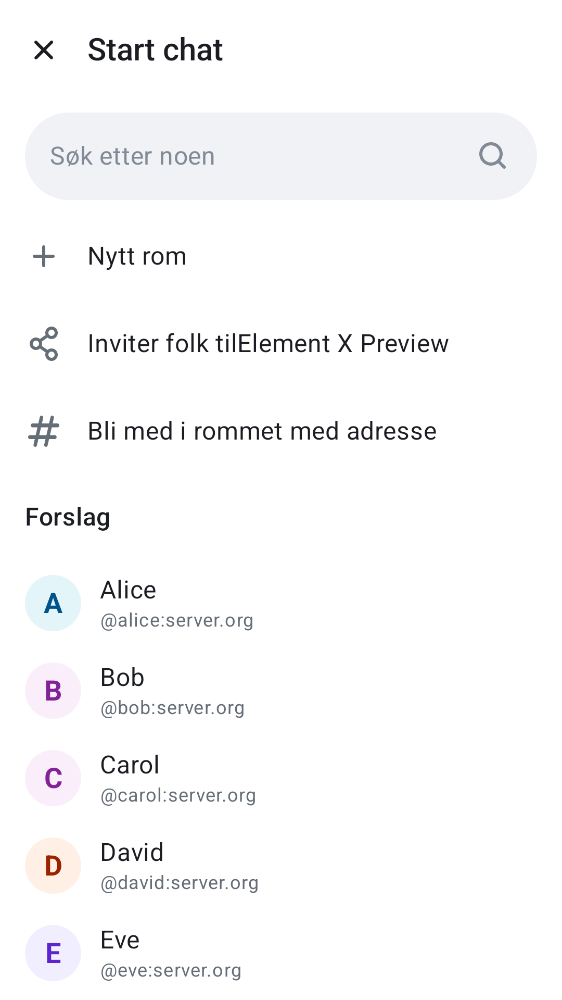 Start chat
Søk etter noen
Nytt rom
Inviter folk tilElement X Preview
Bli med i rommet med adresse
Forslag
A
Alice
@alice:server.org
B
Bob
@bob:server.org
C
Carol
@carol:server.org
D
David
@david:server.org
E
Eve
@eve:server.org